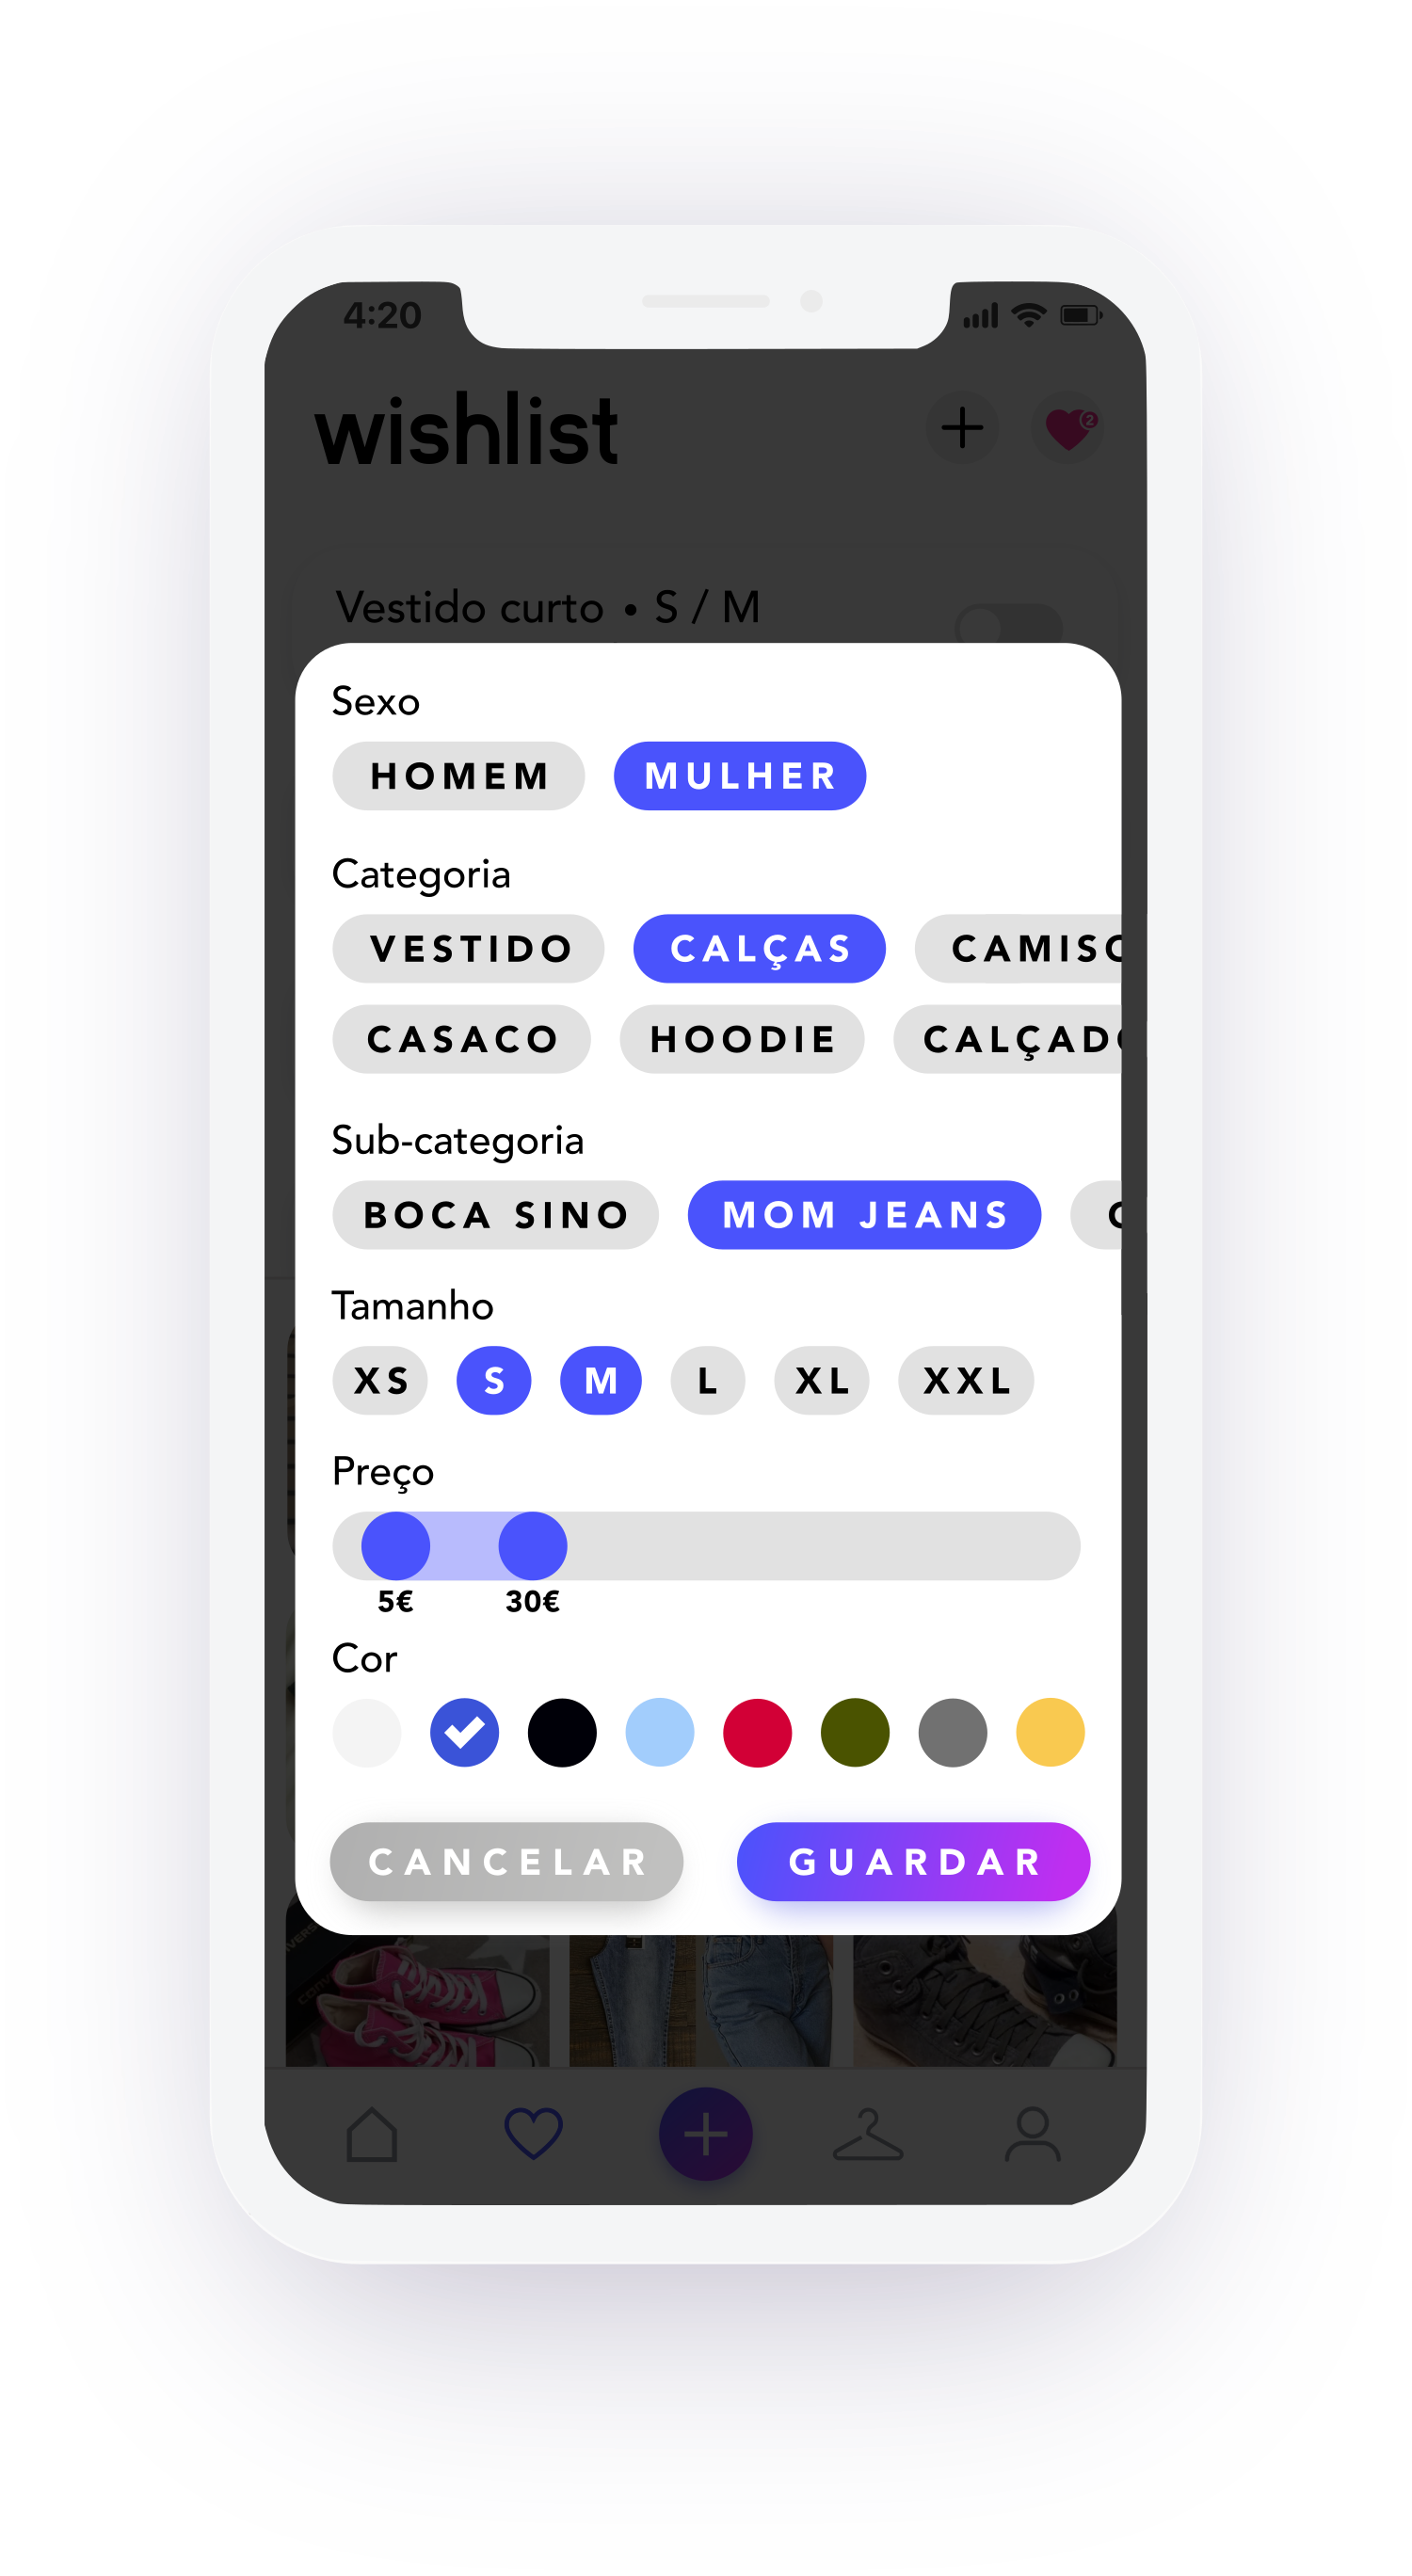 4:20
wishlist
2
Vestido curto • S / M
Sexo
HOMEM MULHER
Categoria
VESTIDO CALÇAS CAMISO
CASACO HOODIE CALÇADO
Sub-categoria
BOCA SINO MOM JEANS
Tamanho
XS S M L XL XXL
Preço
5€ 30€
Cor
CANCELAR GUARDAR